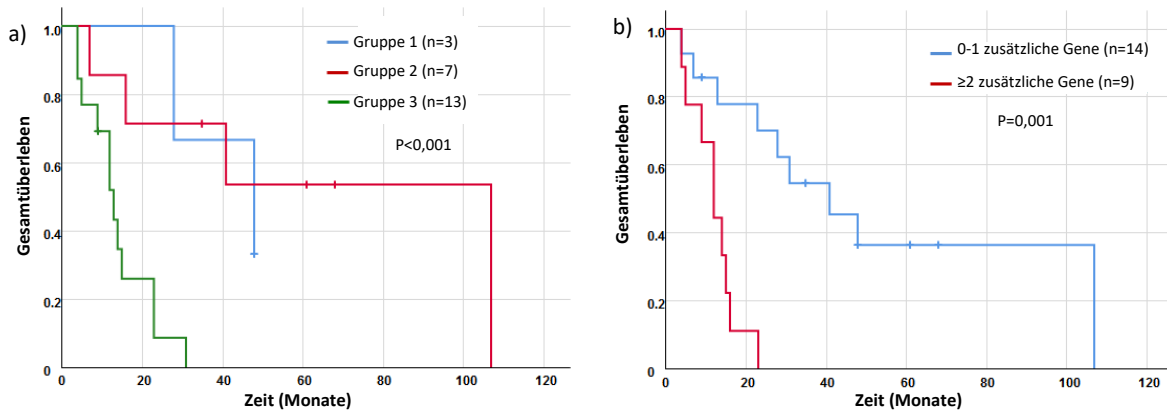 a)
Gesamtüberleben
1.0
0.8
0.6
0.4
0.2
0
0 20 40 60 80 100 120
Zeit (Monate)
Gruppe 1 (n=3)
Gruppe 2 (n=7)
Gruppe 3 (n=13)
P<0,001
b)
Gesamtüberleben
1.0
0.8
0.6
0.4
0.2
0
0 20 40 60 80 100 120
Zeit (Monate)
0-1 zusätzliche Gene (n=14)
≥2 zusätzliche Gene (n=9)
P=0,001